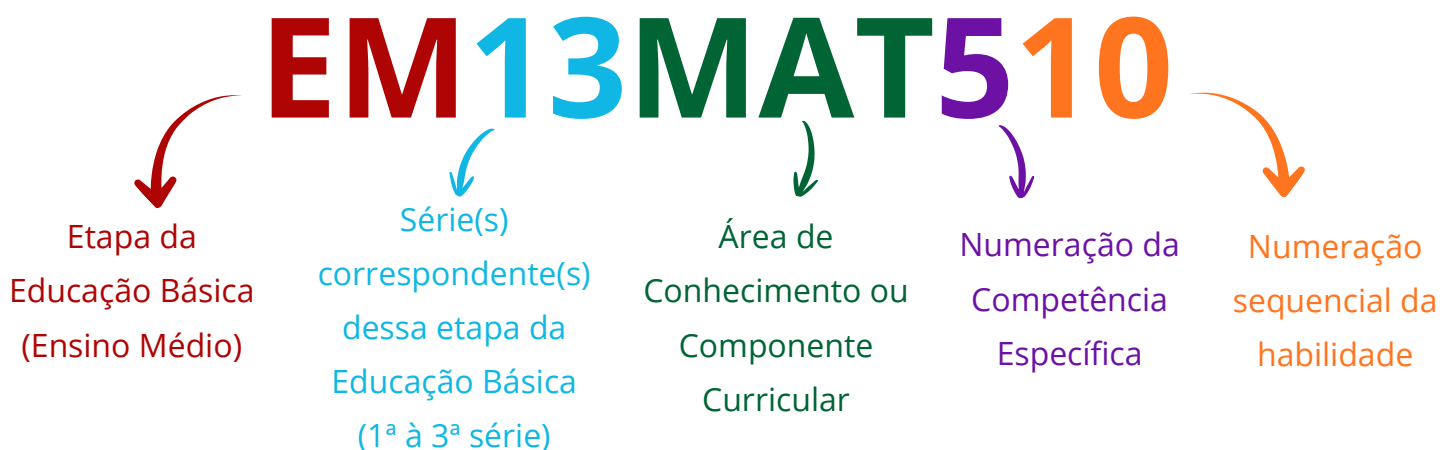 EM13MAT510
Etapa da
Educação Básica
(Ensino Médio)
Série(s)
correspondente(s)
dessa etapa da
Educação Básica
(1ª à 3ª série)
Área de
Conhecimento ou
Componente
Curricular
Numeração da
Competência
Específica
Numeração
sequencial da
habilidade